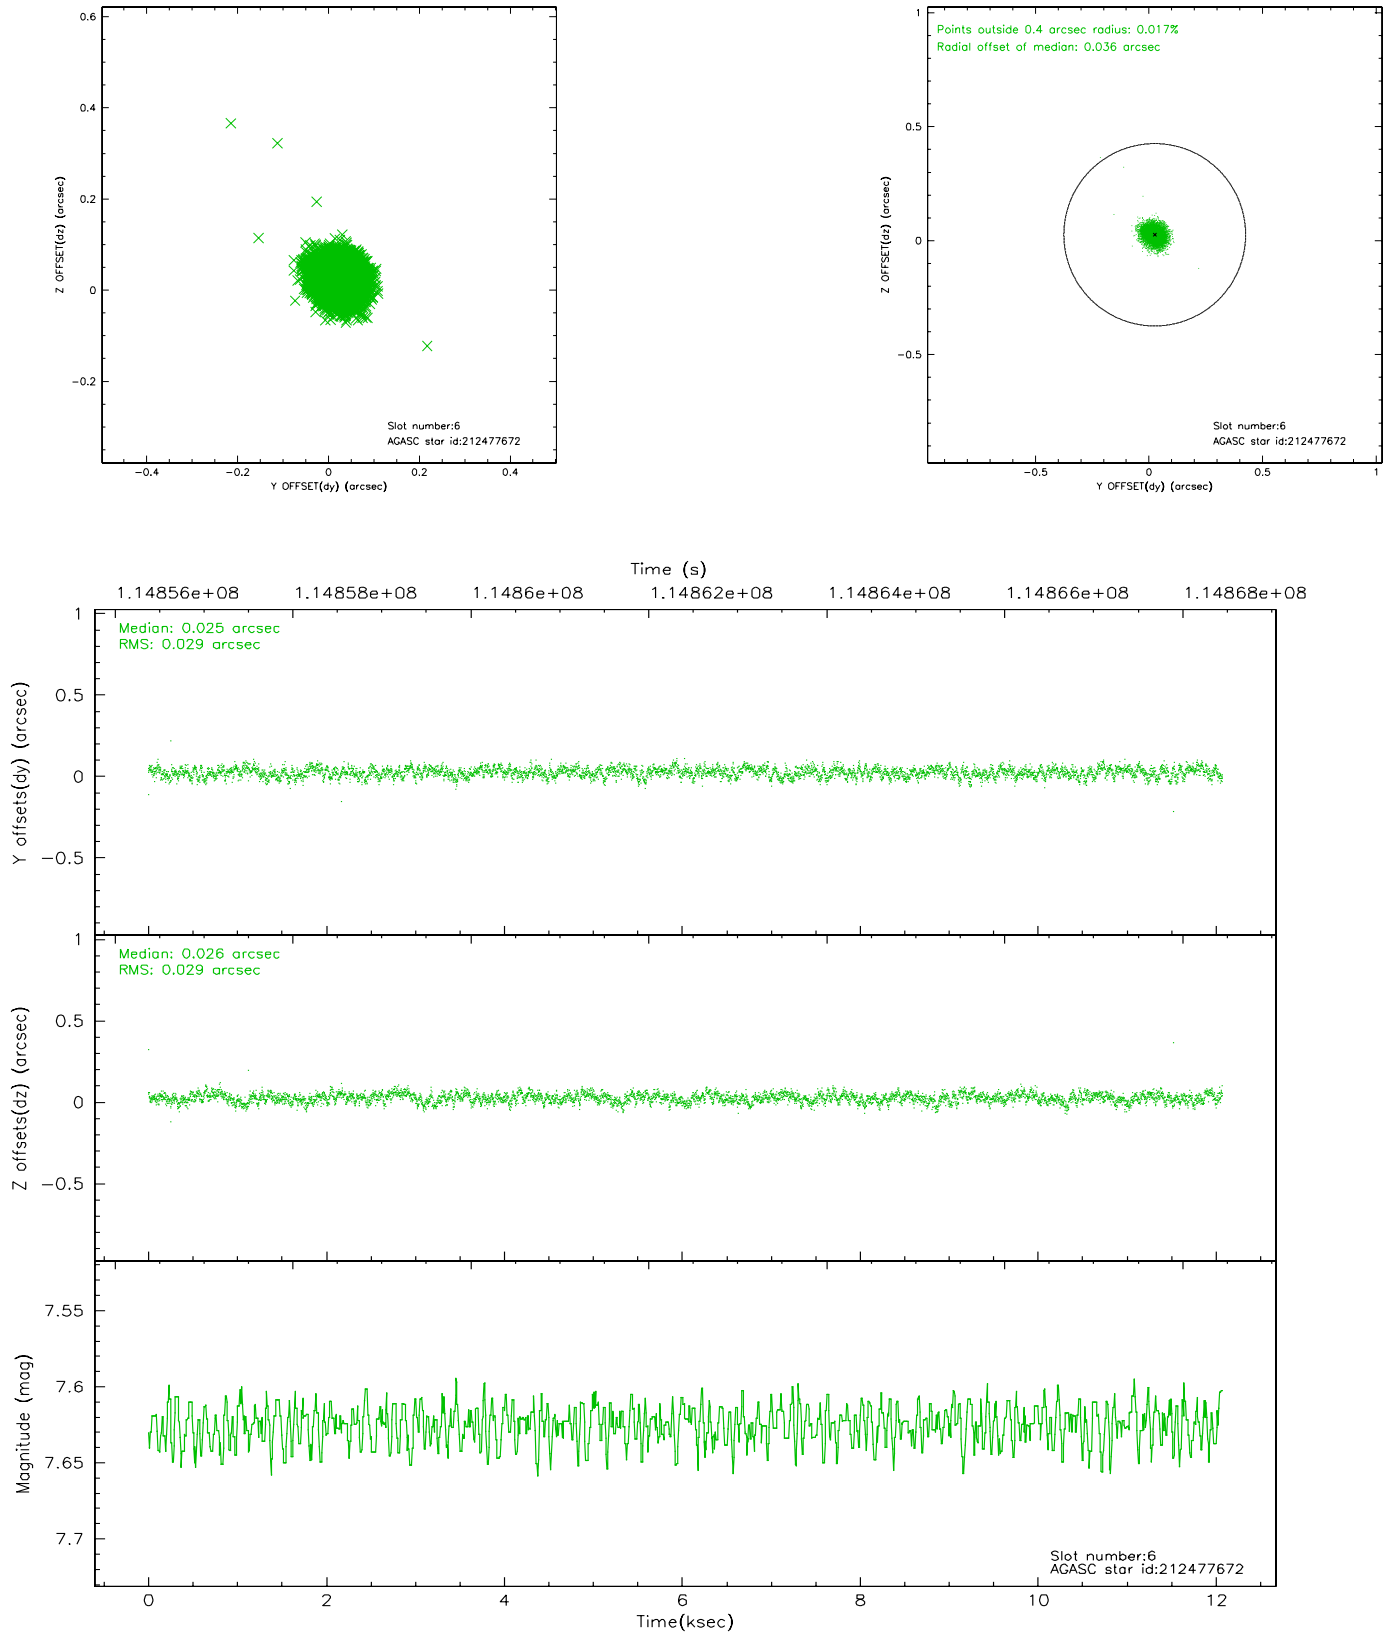 0.6
0.4
0.2
0
−0.2
Z OFFSET(dz) (arcsec)
Slot number:6
AGASC star id:212477672
−0.4 −0.2 0 0.2 0.4
Y OFFSET(dy) (arcsec)
Points outside 0.4 arcsec radius: 0.017%
Radial offset of median: 0.036 arcsec
1
0.5
0
−0.5
Z OFFSET(dz) (arcsec)
Slot number:6
AGASC star id:212477672
−0.5 0 0.5 1
Y OFFSET(dy) (arcsec)
Time (s)
1.14856e+08 1.14858e+08 1.1486e+08 1.14862e+08 1.14864e+08 1.14866e+08 1.14868e+08
Median: 0.025 arcsec
RMS: 0.029 arcsec
1
0.5
0
−0.5
Y offsets(dy) (arcsec)
Median: 0.026 arcsec
RMS: 0.029 arcsec
1
0.5
0
−0.5
Z offsets(dz) (arcsec)
7.55
7.6
7.65
7.7
Magnitude (mag)
Slot number:6
AGASC star id:212477672
0 2 4 6 8 10 12
Time(ksec)